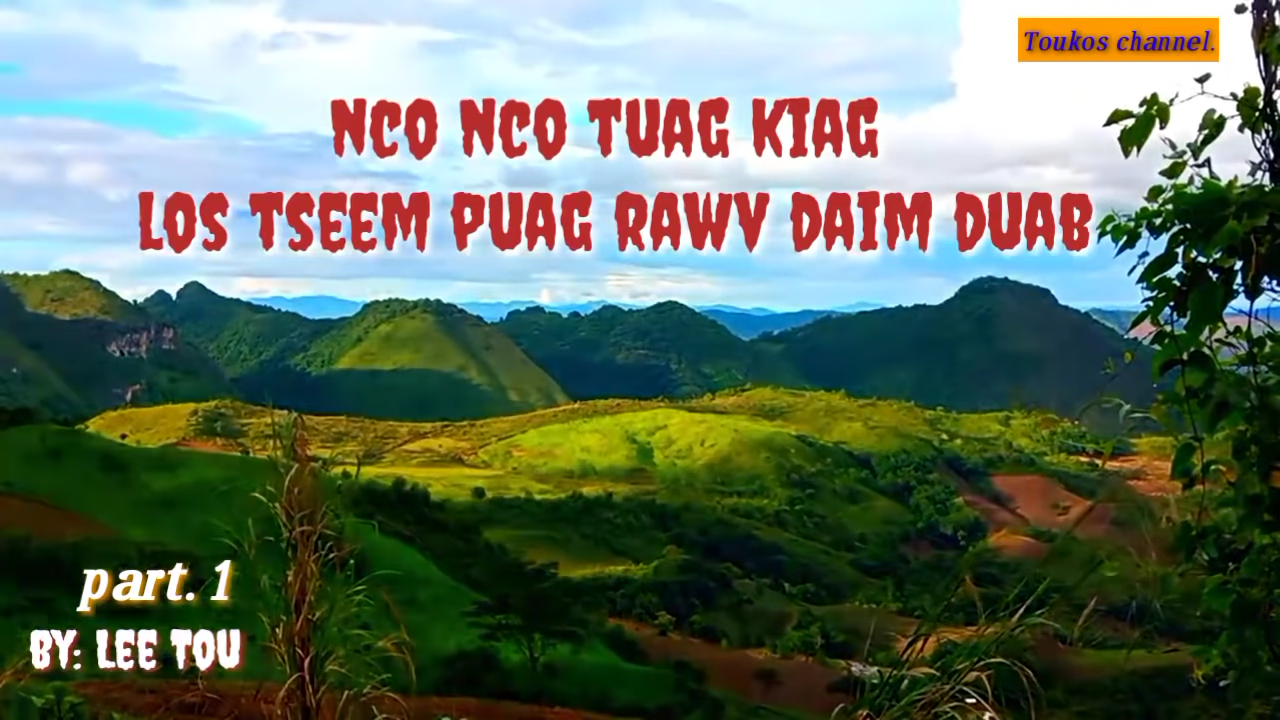 Toukos channel.
NCO NCO TUAG KIAG
LOS TSEEM PUAG RAWV DAIM DUAB
part. 1
BY: LEE TOU